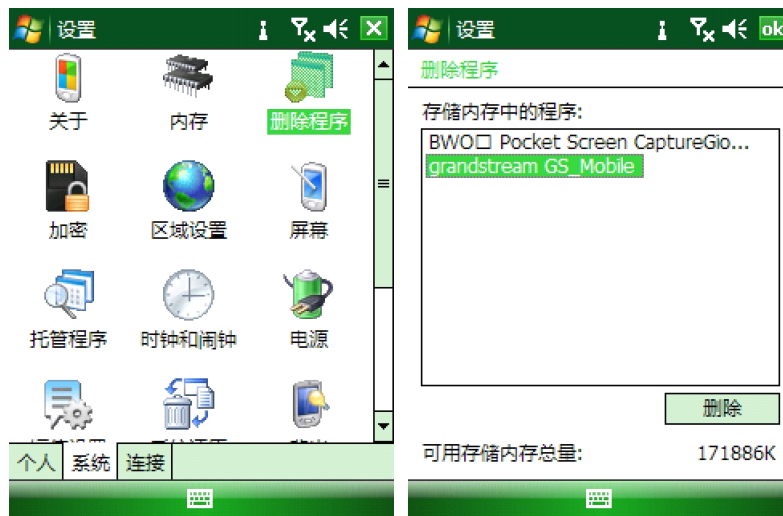 设置
关于 内存 删除程序
加密 区域设置 屏幕
托管程序 时钟和闹钟 电源
个人 系统 连接
设置 ok
删除程序
存储内存中的程序:
BWO□ Pocket Screen CaptureGio...
grandstream GS_Mobile
删除
可用存储内存总量: 171886K